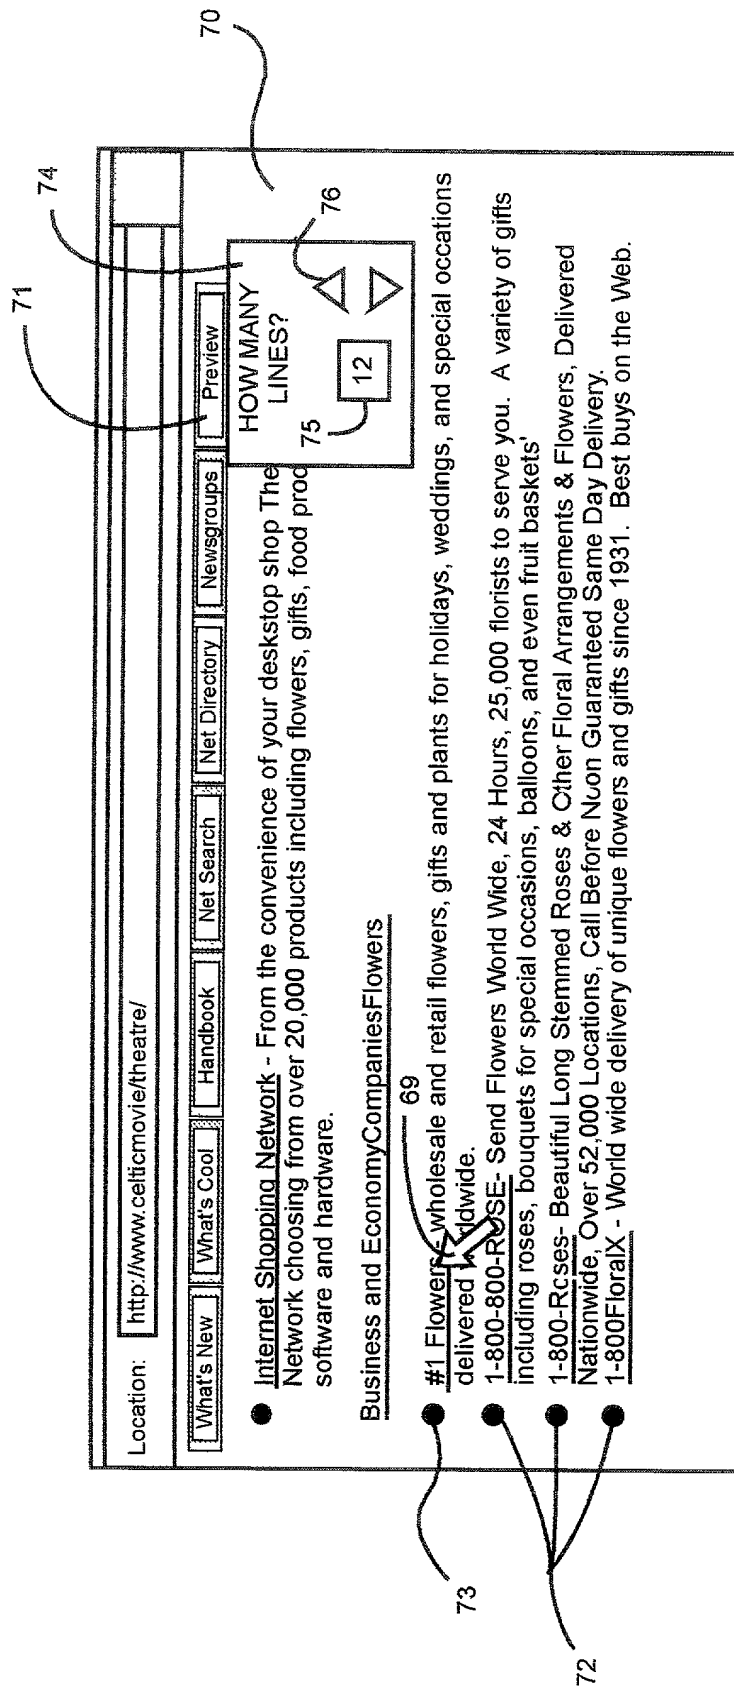 70
74
71
Location: http://www.celticmovie/theatre/
What's New What's Cool Handbook Net Search Net Directory Newsgroups Preview
HOW MANY
LINES?
76
75
12
Internet Shopping Network - From the convenience of your deskstop shop The
Network choosing from over 20,000 products including flowers, gifts, food prod
software and hardware.
Business and EconomyCompaniesFlowers
69
#1 Flowers - wholesale and retail flowers, gifts and plants for holidays, weddings, and special occations
delivered
1-800-800-ROSE- Send Flowers World Wide, 24 Hours, 25,000 florists to serve you. A variety of gifts
including roses, bouquets for special occasions, balloons, and even fruit baskets'
1-800-Roses- Beautiful Long Stemmed Roses & Other Floral Arrangements & Flowers, Delivered
Nationwide, Over 52,000 Locations, Call Before Noon Guaranteed Same Day Delivery.
1-800FloralX - World wide delivery of unique flowers and gifts since 1931. Best buys on the Web.
73
72